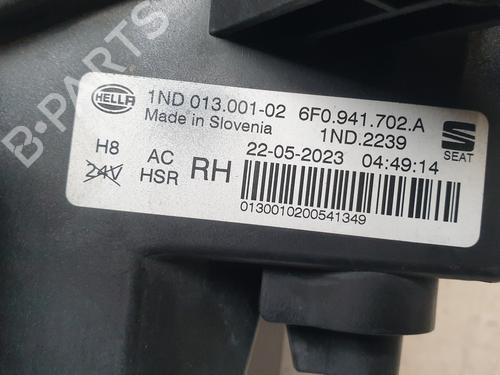 B-PARTS
HELLA
1ND 013.001-02 6F0.941.702.A
Made in Slovenia 1ND.2239
SEAT
H8 AC RH 22-05-2023 04:49:14
24V HSR
0130010200541349